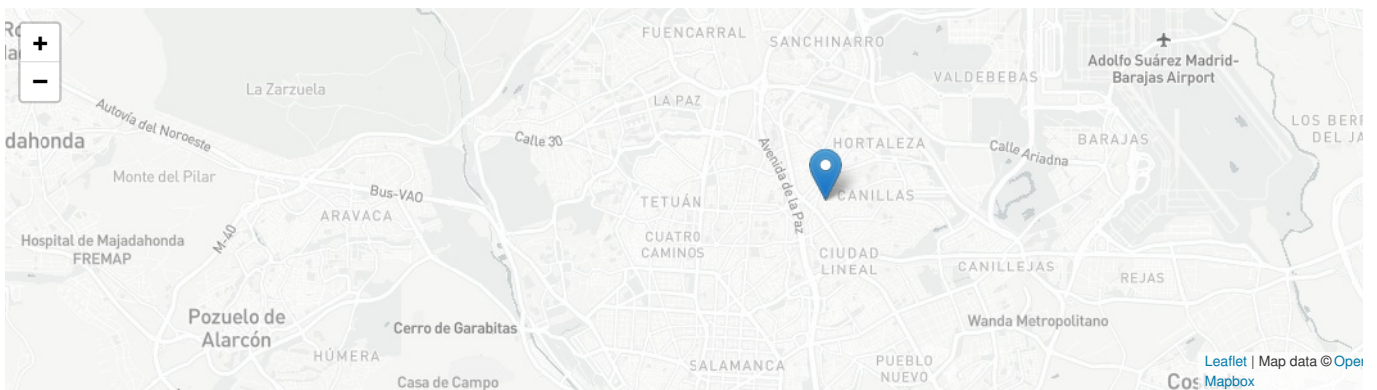 +
−
FUENCARRAL
SANCHINARRO
Adolfo Suárez Madrid-
Barajas Airport
VALDEBEBAS
La Zarzuela
LA PAZ
Autovía del Noroeste
Calle 30
dahonda
HORTALEZA
Calle Ariadna
BARAJAS
Avenida de la Paz
Monte del Pilar
Bus-VAO
TETUÁN
CANILLAS
ARAVACA
M-40
Hospital de Majadahonda
FREMAP
CUATRO
CAMINOS
CIUDAD
LINEAL
CANILLEJAS
REJAS
Pozuelo de
Alarcón
Cerro de Garabitas
Wanda Metropolitano
HÚMERA
SALAMANCA
PUEBLO
NUEVO
Casa de Campo
Leaflet | Map data © Open
Mapbox